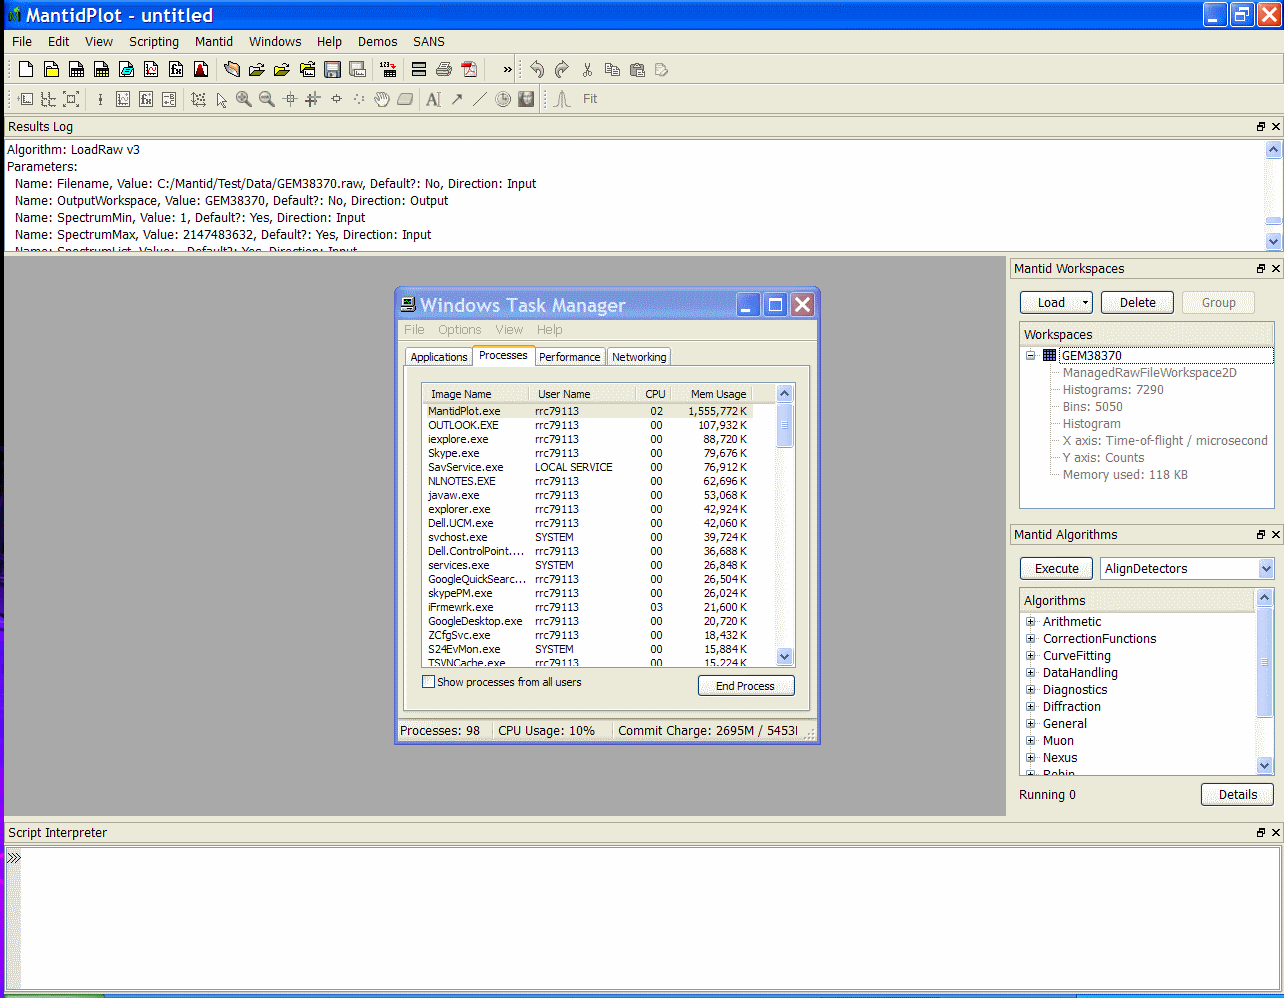 MantidPlot - untitled
File Edit View Scripting Mantid Windows Help Demos SANS
Fit
Results Log
Algorithm: LoadRaw v3
Parameters:
Name: Filename, Value: C:/Mantid/Test/Data/GEM38370.raw, Default?: No, Direction: Input
Name: OutputWorkspace, Value: GEM38370, Default?: No, Direction: Output
Name: SpectrumMin, Value: 1, Default?: Yes, Direction: Input
Name: SpectrumMax, Value: 2147483632, Default?: Yes, Direction: Input
Name: SpectrumList, Value: , Default?: Yes, Direction: Input
Windows Task Manager
File Options View Help
Applications Processes Performance Networking
Image Name User Name CPU Mem Usage
MantidPlot.exe rrc79113 02 1,555,772 K
OUTLOOK.EXE rrc79113 00 107,932 K
iexplore.exe rrc79113 00 88,720 K
Skype.exe rrc79113 00 79,676 K
SavService.exe LOCAL SERVICE 00 76,912 K
NLNOTES.EXE rrc79113 00 62,696 K
javaw.exe rrc79113 00 53,068 K
explorer.exe rrc79113 00 42,924 K
Dell.UCM.exe rrc79113 00 42,060 K
svchost.exe SYSTEM 00 39,724 K
Dell.ControlPoint.... rrc79113 00 36,688 K
services.exe SYSTEM 00 26,848 K
GoogleQuickSearc... rrc79113 00 26,504 K
skypePM.exe rrc79113 00 26,024 K
iFrmewrk.exe rrc79113 03 21,600 K
GoogleDesktop.exe rrc79113 00 20,720 K
ZCfgSvc.exe rrc79113 00 18,432 K
S24EvMon.exe SYSTEM 00 15,884 K
TSVNCache.exe rrc79113 00 15,224 K
Show processes from all users
End Process
Processes: 98 CPU Usage: 10% Commit Charge: 2695M / 5453
Mantid Workspaces
Load Delete Group
Workspaces
GEM38370
ManagedRawFileWorkspace2D
Histograms: 7290
Bins: 5050
Histogram
X axis: Time-of-flight / microsecond
Y axis: Counts
Memory used: 118 KB
Mantid Algorithms
Execute AlignDetectors
Algorithms
Arithmetic
CorrectionFunctions
CurveFitting
DataHandling
Diagnostics
Diffraction
General
Muon
Nexus
Robin
Running 0 Details
Script Interpreter
>>>